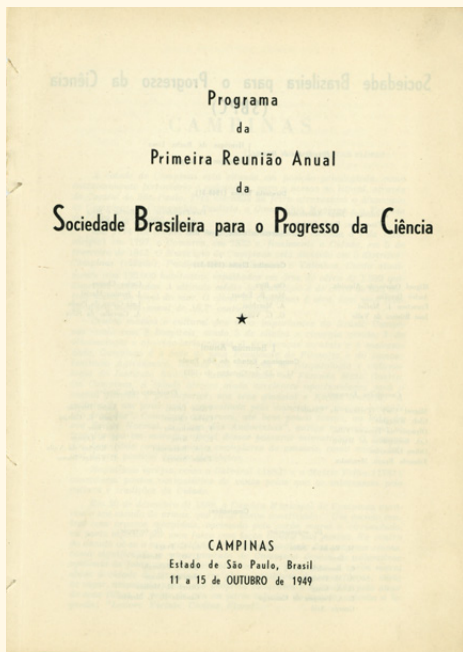 Programa
da
Primeira Reunião Anual
da
Sociedade Brasileira para o Progresso da Ciência
CAMPINAS
Estado de São Paulo, Brasil
11 a 15 de OUTUBRO de 1949